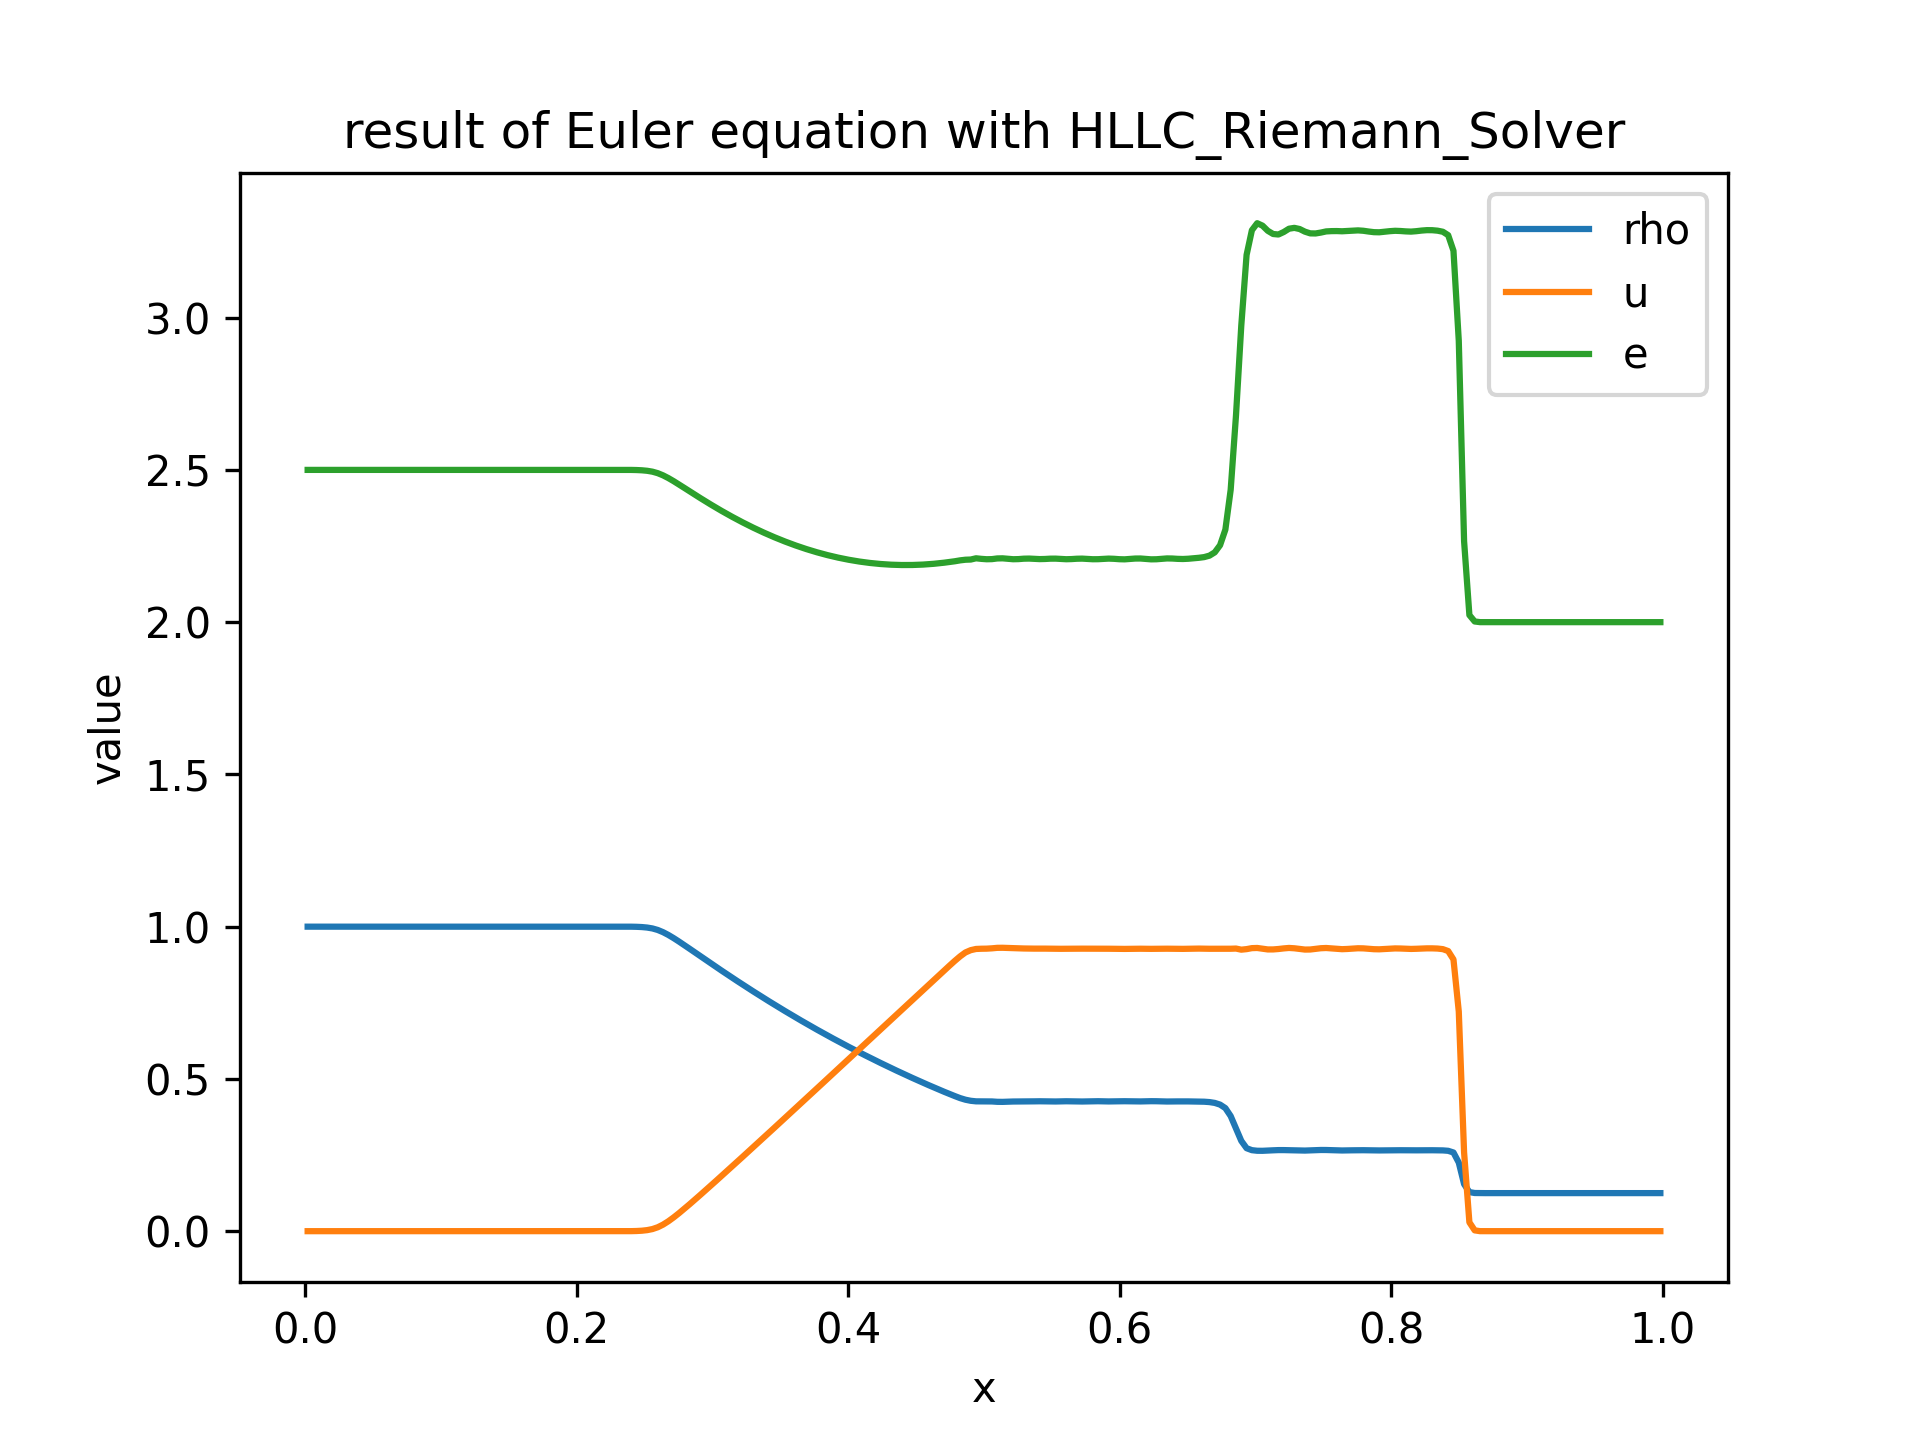 result of Euler equation with HLLC_Riemann_Solver
rho
u
e
value
3.0
2.5
2.0
1.5
1.0
0.5
0.0
0.0 0.2 0.4 0.6 0.8 1.0
x